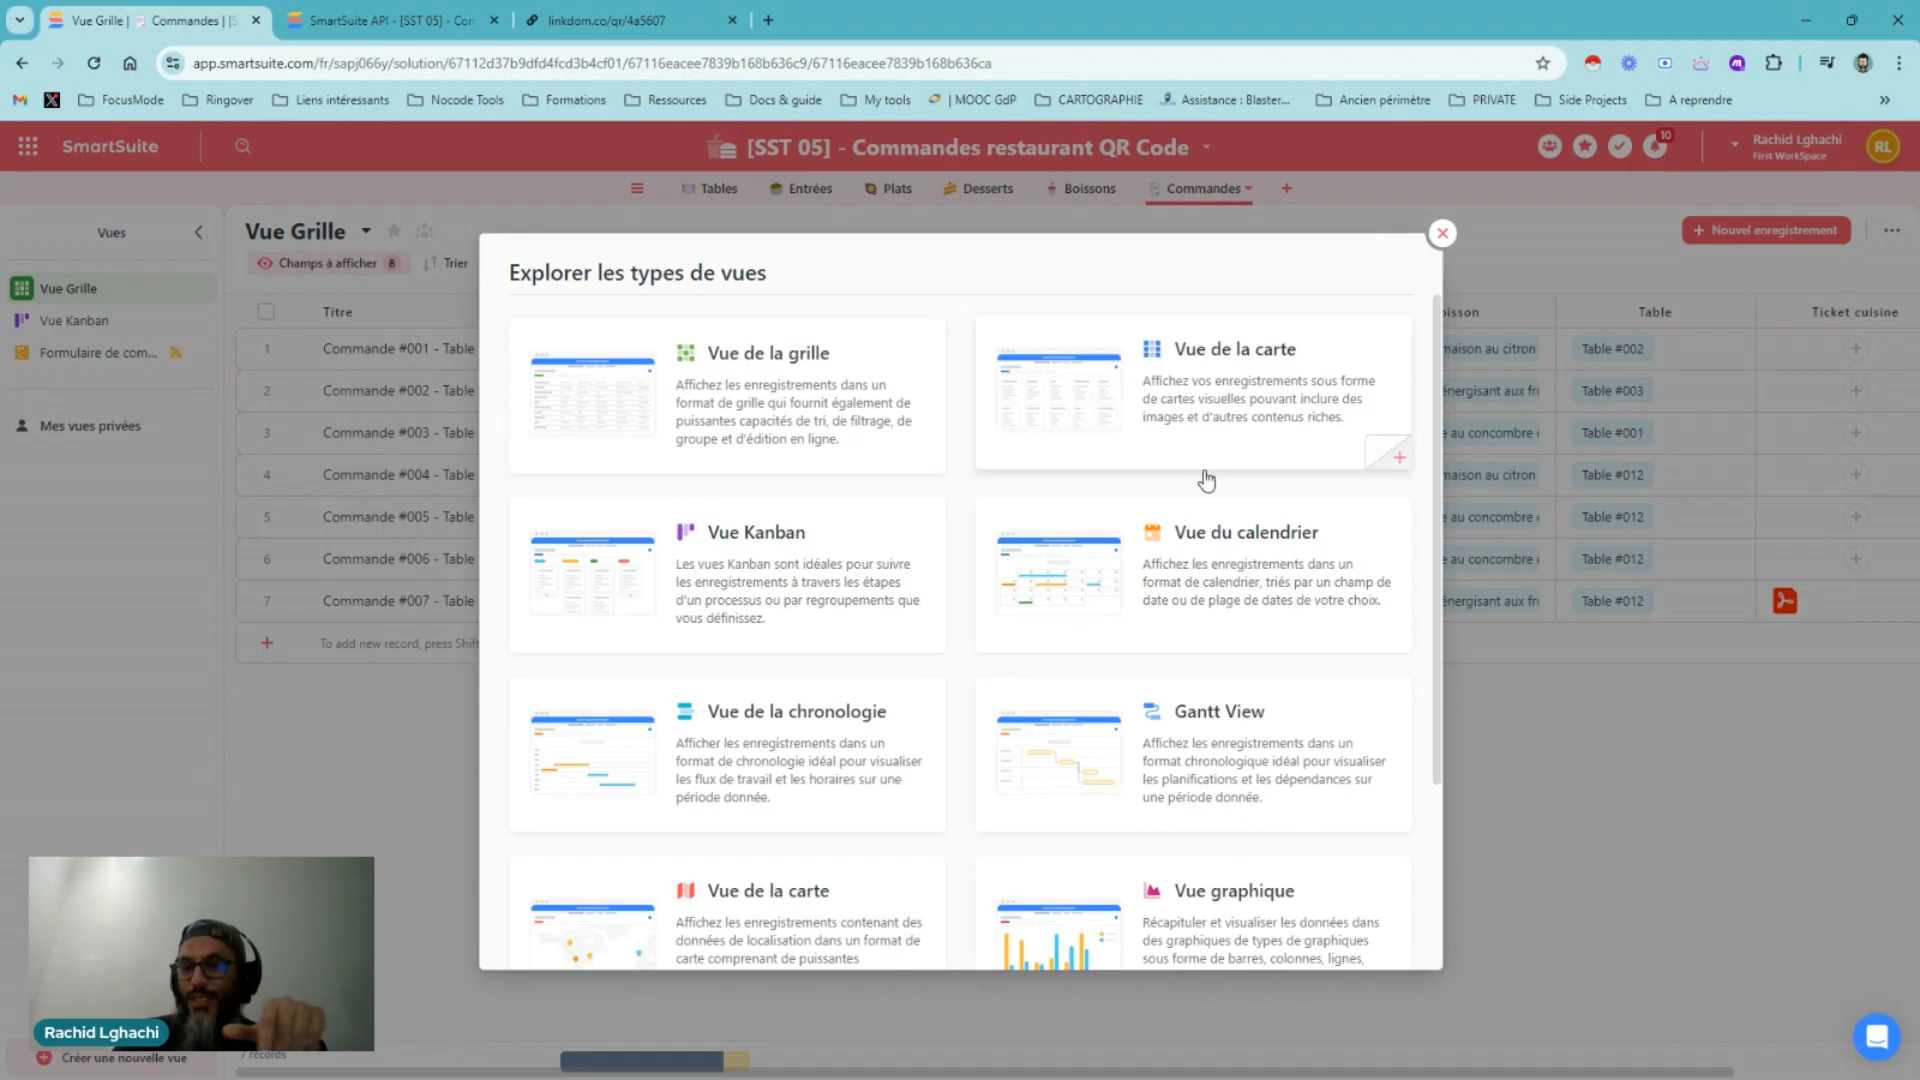 Vue Grille | Commandes | [S
SmartSuite API - [SST 05] - Com
linkdom.co/qr/4a5607
app.smartsuite.com/fr/sapj066y/solution/67112d37b9dfd4fcd3b4cf01/67116eacee7839b168b636c9/67116eacee7839b168b636ca
FocusMode
Ringover
Liens intéressants
Nocode Tools
Formations
Ressources
Docs & guide
My tools
| MOOC GdP
CARTOGRAPHIE
Assistance : Blaster...
Ancien périmètre
PRIVATE
Side Projects
A reprendre
SmartSuite
[SST 05] - Commandes restaurant QR Code
10
Rachid Lghachi
First WorkSpace
RL
Tables
Entrées
Plats
Desserts
Boissons
Commandes
Vues
Vue Grille
Vue Kanban
Formulaire de com...
Mes vues privées
Créer une nouvelle vue
Vue Grille
Champs à afficher 8
Trier
Nouvel enregistrement
Titre
oisson
Table
Ticket cuisine
1 Commande #001 - Table
maison au citron
Table #002
2 Commande #002 - Table
énergisant aux fru
Table #003
3 Commande #003 - Table
e au concombre e
Table #001
4 Commande #004 - Table
maison au citron
Table #012
5 Commande #005 - Table
e au concombre e
Table #012
6 Commande #006 - Table
e au concombre e
Table #012
7 Commande #007 - Table
énergisant aux fru
Table #012
To add new record, press Shift
7 records
Explorer les types de vues
Vue de la grille
Affichez les enregistrements dans un
format de grille qui fournit également de
puissantes capacités de tri, de filtrage, de
groupe et d'édition en ligne.
Vue de la carte
Affichez vos enregistrements sous forme
de cartes visuelles pouvant inclure des
images et d'autres contenus riches.
Vue Kanban
Les vues Kanban sont idéales pour suivre
les enregistrements à travers les étapes
d'un processus ou par regroupements que
vous définissez.
Vue du calendrier
Affichez les enregistrements dans un
format de calendrier, triés par un champ de
date ou de plage de dates de votre choix.
Vue de la chronologie
Afficher les enregistrements dans un
format de chronologie idéal pour visualiser
les flux de travail et les horaires sur une
période donnée.
Gantt View
Affichez les enregistrements dans un
format chronologique idéal pour visualiser
les planifications et les dépendances sur
une période donnée.
Vue de la carte
Affichez les enregistrements contenant des
données de localisation dans un format de
carte comprenant de puissantes
Vue graphique
Récapituler et visualiser les données dans
des graphiques de types de graphiques
sous forme de barres, colonnes, lignes,
Rachid Lghachi